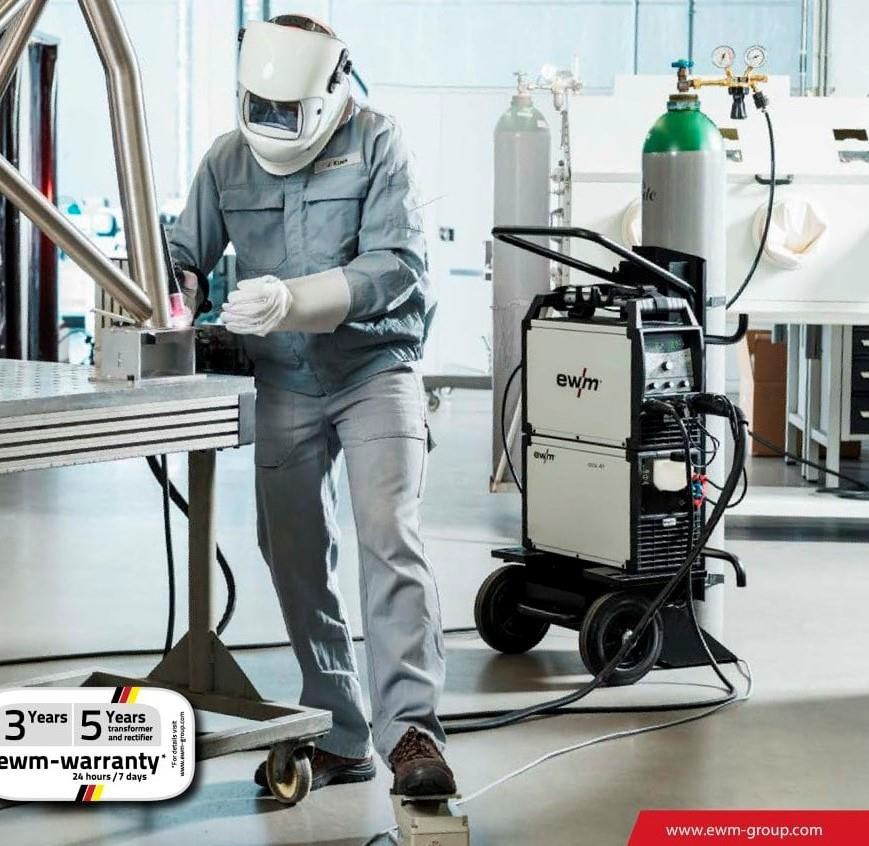 ewm
ewm
3 Years
5 Years
transformer
and rectifier
ewm-warranty*
24 hours / 7 days
*For details visit
www.ewm-group.com
www.ewm-group.com